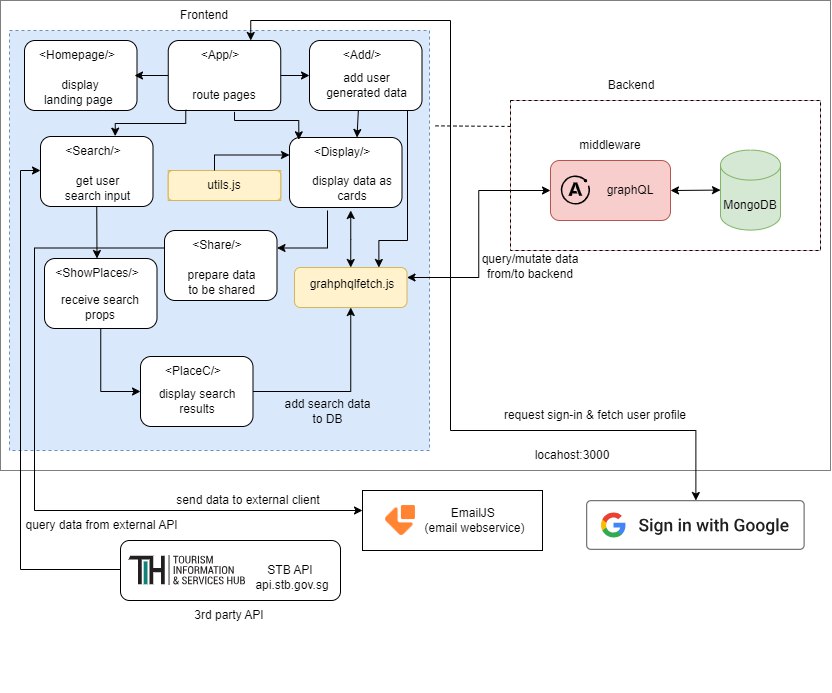 Frontend
<Homepage/>
display
landing page
<App/>
route pages
<Add/>
add user
generated data
Backend
<Search/>
get user
search input
utils.js
<Display/>
display data as
cards
middleware
A
graphQL
MongoDB
<Share/>
prepare data
to be shared
<ShowPlaces/>
receive search
props
grahphqlfetch.js
query/mutate data
from/to backend
<PlaceC/>
display search
results
add search data
to DB
request sign-in & fetch user profile
locahost:3000
send data to external client
query data from external API
EmailJS
(email webservice)
G
Sign in with Google
TIH
TOURISM
INFORMATION
& SERVICES HUB
STB API
api.stb.gov.sg
3rd party API